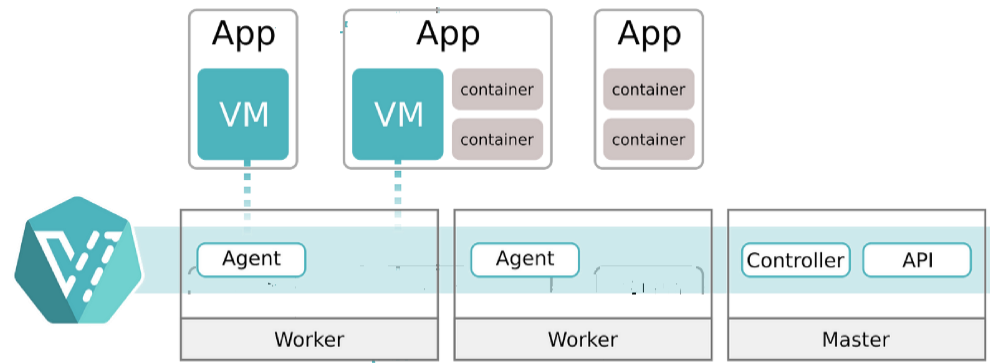 App
App
App
VM
VM
container
container
container
container
Agent
Agent
Controller
API
Worker
Worker
Master